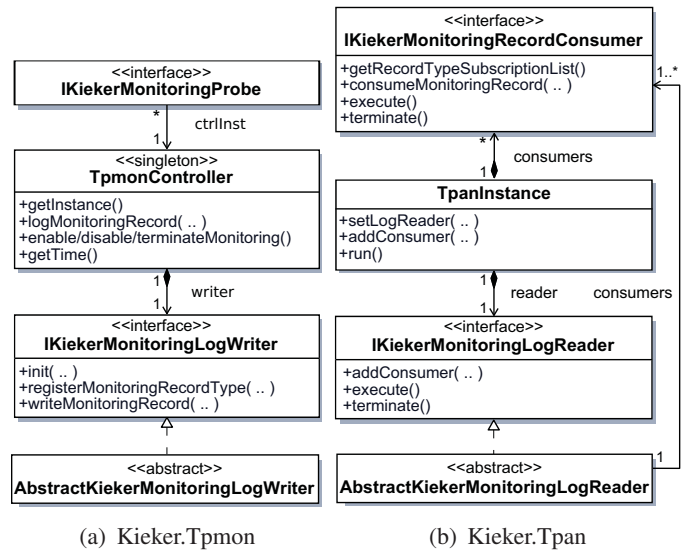 <<interface>>
IKiekerMonitoringProbe
*
ctrlInst
1
<<singleton>>
TpmonController
+getInstance()
+logMonitoringRecord( .. )
+enable/disable/terminateMonitoring()
+getTime()
1
writer
1
<<interface>>
IKiekerMonitoringLogWriter
+init( .. )
+registerMonitoringRecordType( .. )
+writeMonitoringRecord( .. )
<<abstract>>
AbstractKiekerMonitoringLogWriter
(a) Kieker.Tpmon
<<interface>>
IKiekerMonitoringRecordConsumer
+getRecordTypeSubscriptionList()
+consumeMonitoringRecord( .. )
+execute()
+terminate()
1..*
*
consumers
1
TpanInstance
+setLogReader( .. )
+addConsumer( .. )
+run()
1
reader
consumers
1
<<interface>>
IKiekerMonitoringLogReader
+addConsumer( .. )
+execute()
+terminate()
1
<<abstract>>
AbstractKiekerMonitoringLogReader
(b) Kieker.Tpan